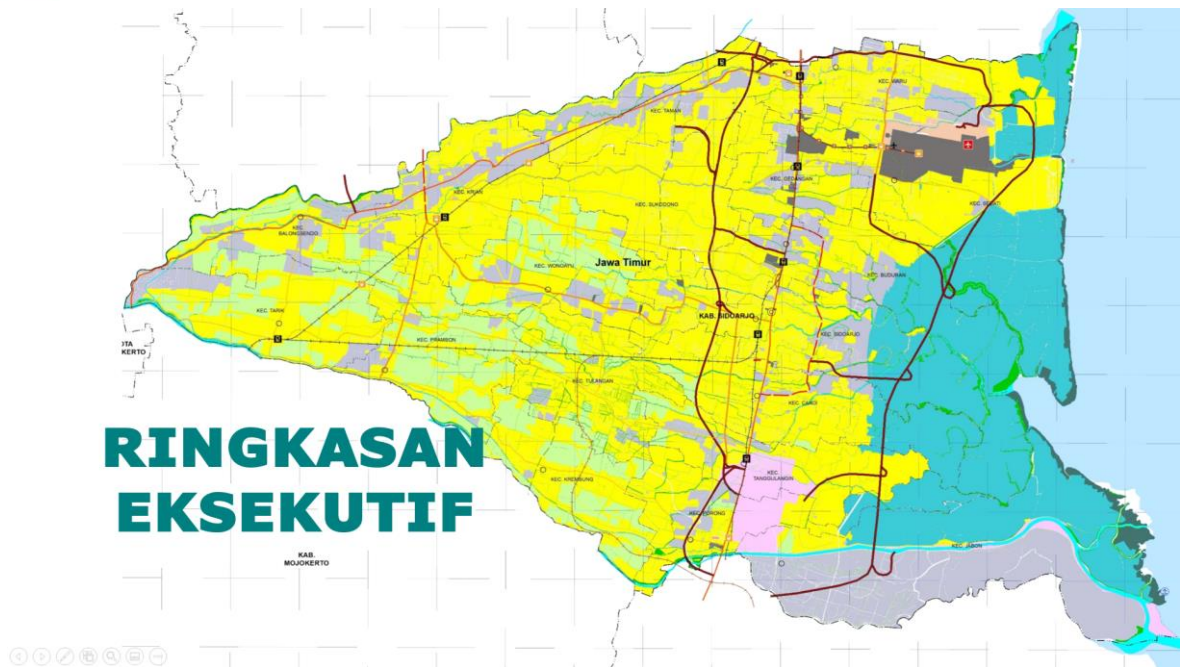 KEC. WARU
KEC. TAMAN
KEC. GEDANGAN
KEC. KRIAN
KEC. SUKODONO
KEC. SEDATI
KEC.
BALONGBENDO
Jawa Timur
KEC. WONOAYU
KEC. BUDURAN
KEC. TARIK
KAB. SIDOARJO
KEC. SIDOARJO
KEC. PRAMBON
OTA
KERTO
KEC. TULANGAN
KEC. CANDI
RINGKASAN
EKSEKUTIF
KEC.
TANGGULANGIN
KEC. KREMBUNG
KEC. PORONG
KEC. JABON
KAB.
MOJOKERTO